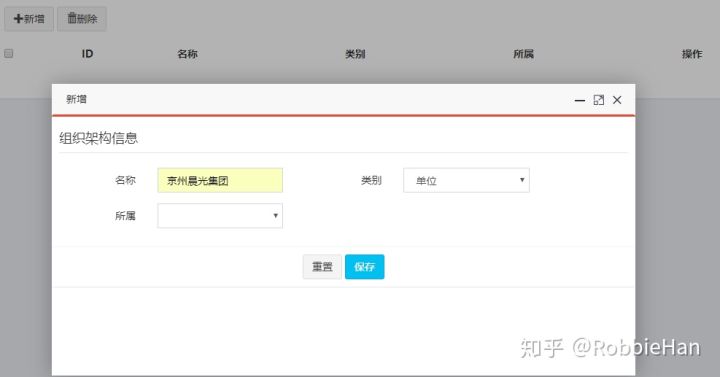 新增 删除
ID 名称 类别 所属 操作
新增
组织架构信息
名称 京州晨光集团 类别 单位
所属
重置 保存
知乎 @RobbieHan